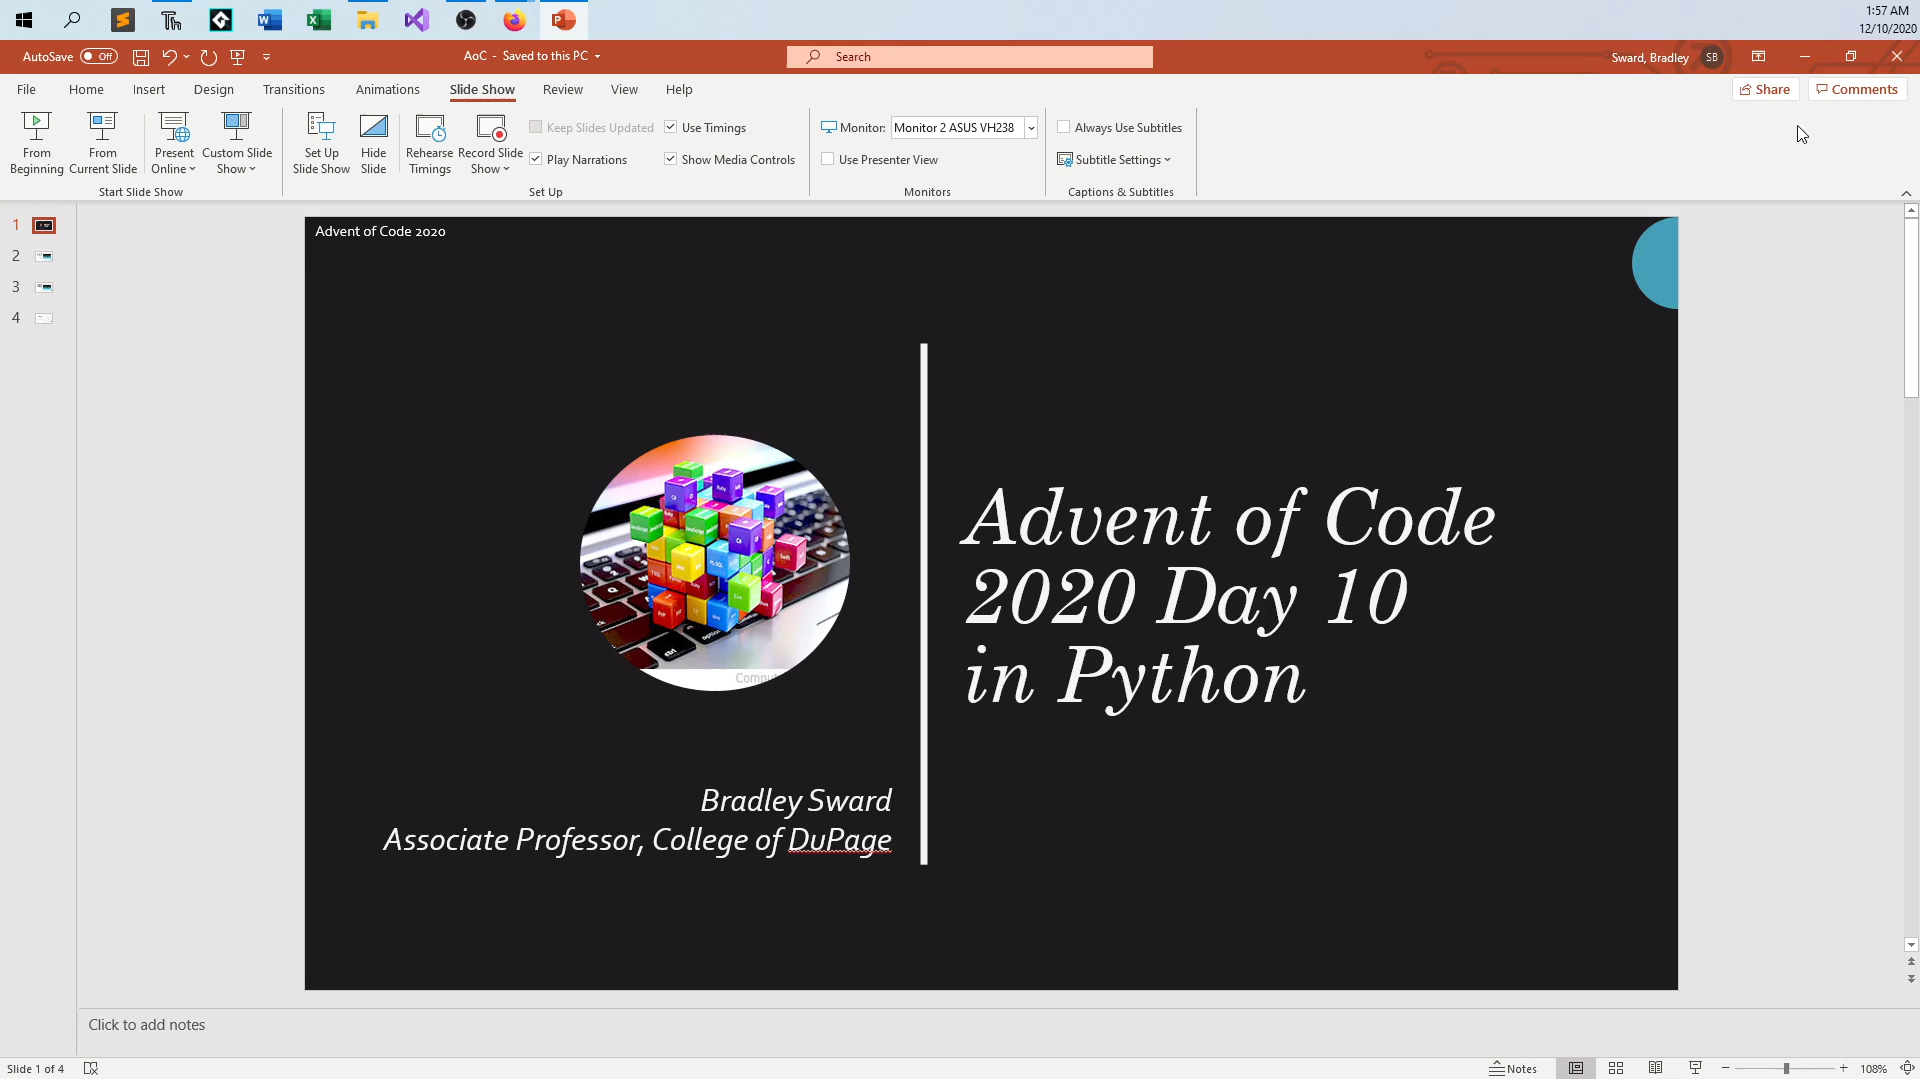 1:57 AM
12/10/2020
AutoSave Off
AoC - Saved to this PC
Search
Sward, Bradley SB
File Home Insert Design Transitions Animations Slide Show Review View Help
Share Comments
From Beginning
From Current Slide
Present Online
Custom Slide Show
Set Up Slide Show
Hide Slide
Rehearse Timings
Record Slide Show
Keep Slides Updated
Use Timings
Play Narrations
Show Media Controls
Monitor: Monitor 2 ASUS VH238
Use Presenter View
Always Use Subtitles
Subtitle Settings
Start Slide Show
Set Up
Monitors
Captions & Subtitles
1
2
3
4
Advent of Code 2020
Advent of Code
2020 Day 10
in Python
Bradley Sward
Associate Professor, College of DuPage
Click to add notes
Slide 1 of 4
Notes
108%